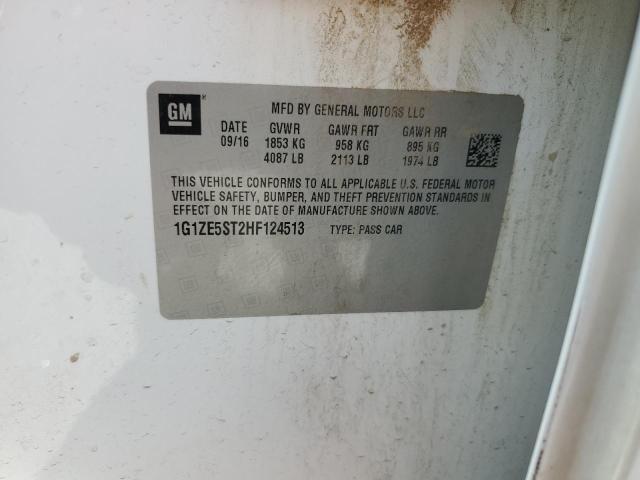 GM ®
MFD BY GENERAL MOTORS LLC
DATE GVWR GAWR FRT GAWR RR
09/16 1853 KG 958 KG 895 KG
4087 LB 2113 LB 1974 LB
THIS VEHICLE CONFORMS TO ALL APPLICABLE U.S. FEDERAL MOTOR
VEHICLE SAFETY, BUMPER, AND THEFT PREVENTION STANDARDS IN
EFFECT ON THE DATE OF MANUFACTURE SHOWN ABOVE.
1G1ZE5ST2HF124513 TYPE: PASS CAR